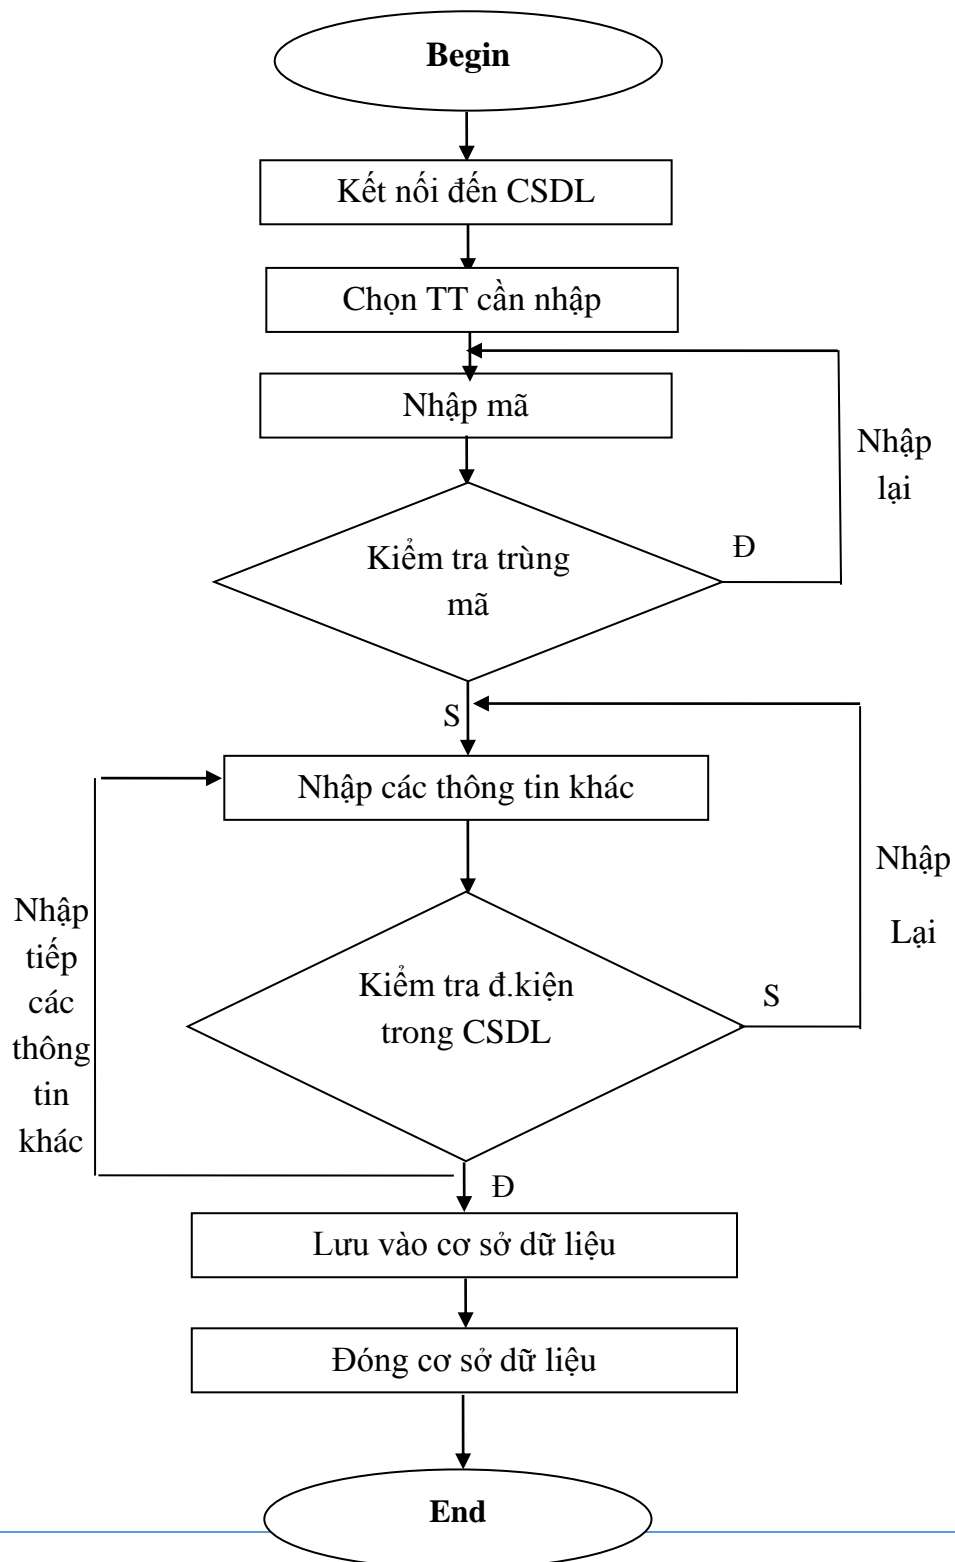 Begin
Kết nối đến CSDL
Chọn TT cần nhập
Nhập mã
Nhập
lại
Kiểm tra trùng
mã
Đ
S
Nhập các thông tin khác
Nhập
Lại
Nhập
tiếp
các
thông
tin
khác
Kiểm tra đ.kiện
trong CSDL
S
Đ
Lưu vào cơ sở dữ liệu
Đóng cơ sở dữ liệu
End